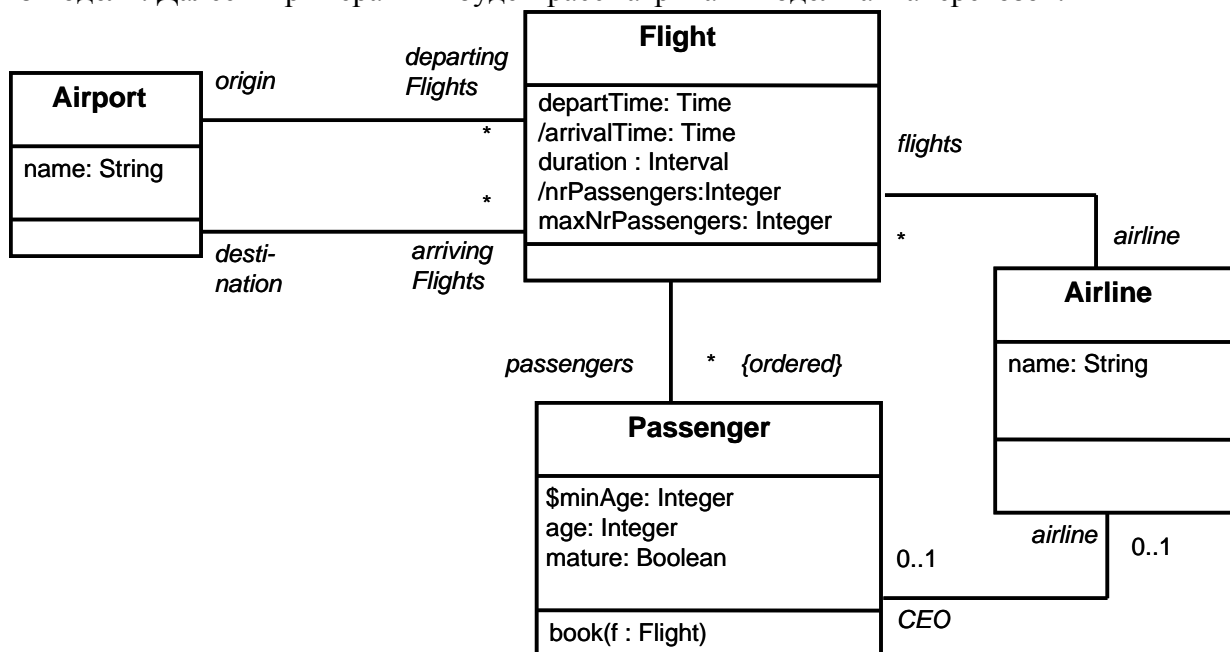 Flight
departTime: Time
/arrivalTime: Time
duration : Interval
/nrPassengers:Integer
maxNrPassengers: Integer
Airport
name: String
origin
departing
Flights
*
*
desti-
nation
arriving
Flights
flights
*
airline
Airline
name: String
passengers
* {ordered}
Passenger
$minAge: Integer
age: Integer
mature: Boolean
book(f : Flight)
0..1
CEO
airline
0..1